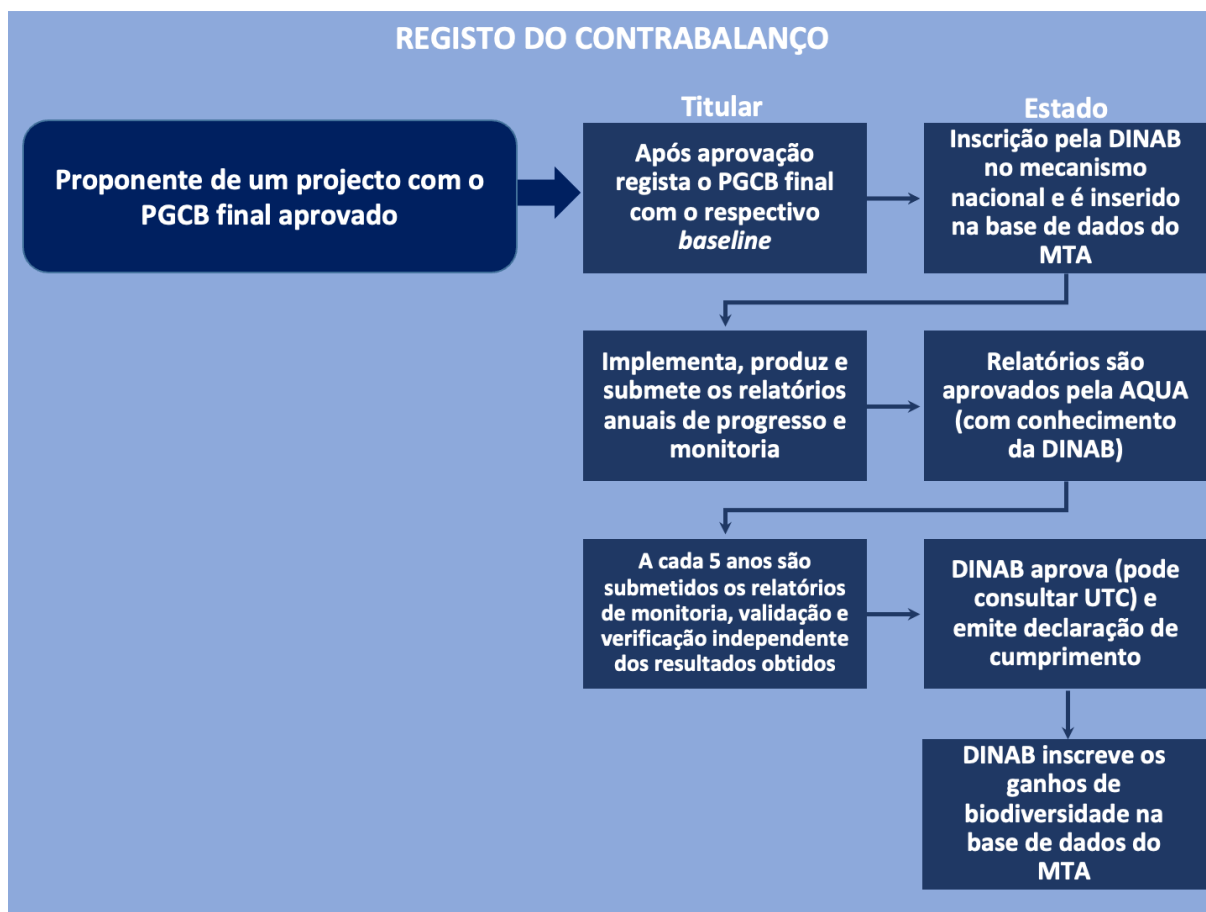 REGISTO DO CONTRABALANÇO
Titular
Estado
Proponente de um projecto com o
PGCB final aprovado
Após aprovação
regista o PGCB final
com o respectivo
baseline
Inscrição pela DINAB
no mecanismo
nacional e é inserido
na base de dados do
MTA
Implementa, produz e
submete os relatórios
anuais de progresso e
monitoria
Relatórios são
aprovados pela AQUA
(com conhecimento
da DINAB)
A cada 5 anos são
submetidos os relatórios
de monitoria, validação e
verificação independente
dos resultados obtidos
DINAB aprova (pode
consultar UTC) e
emite declaração de
cumprimento
DINAB inscreve os
ganhos de
biodiversidade na
base de dados do
MTA